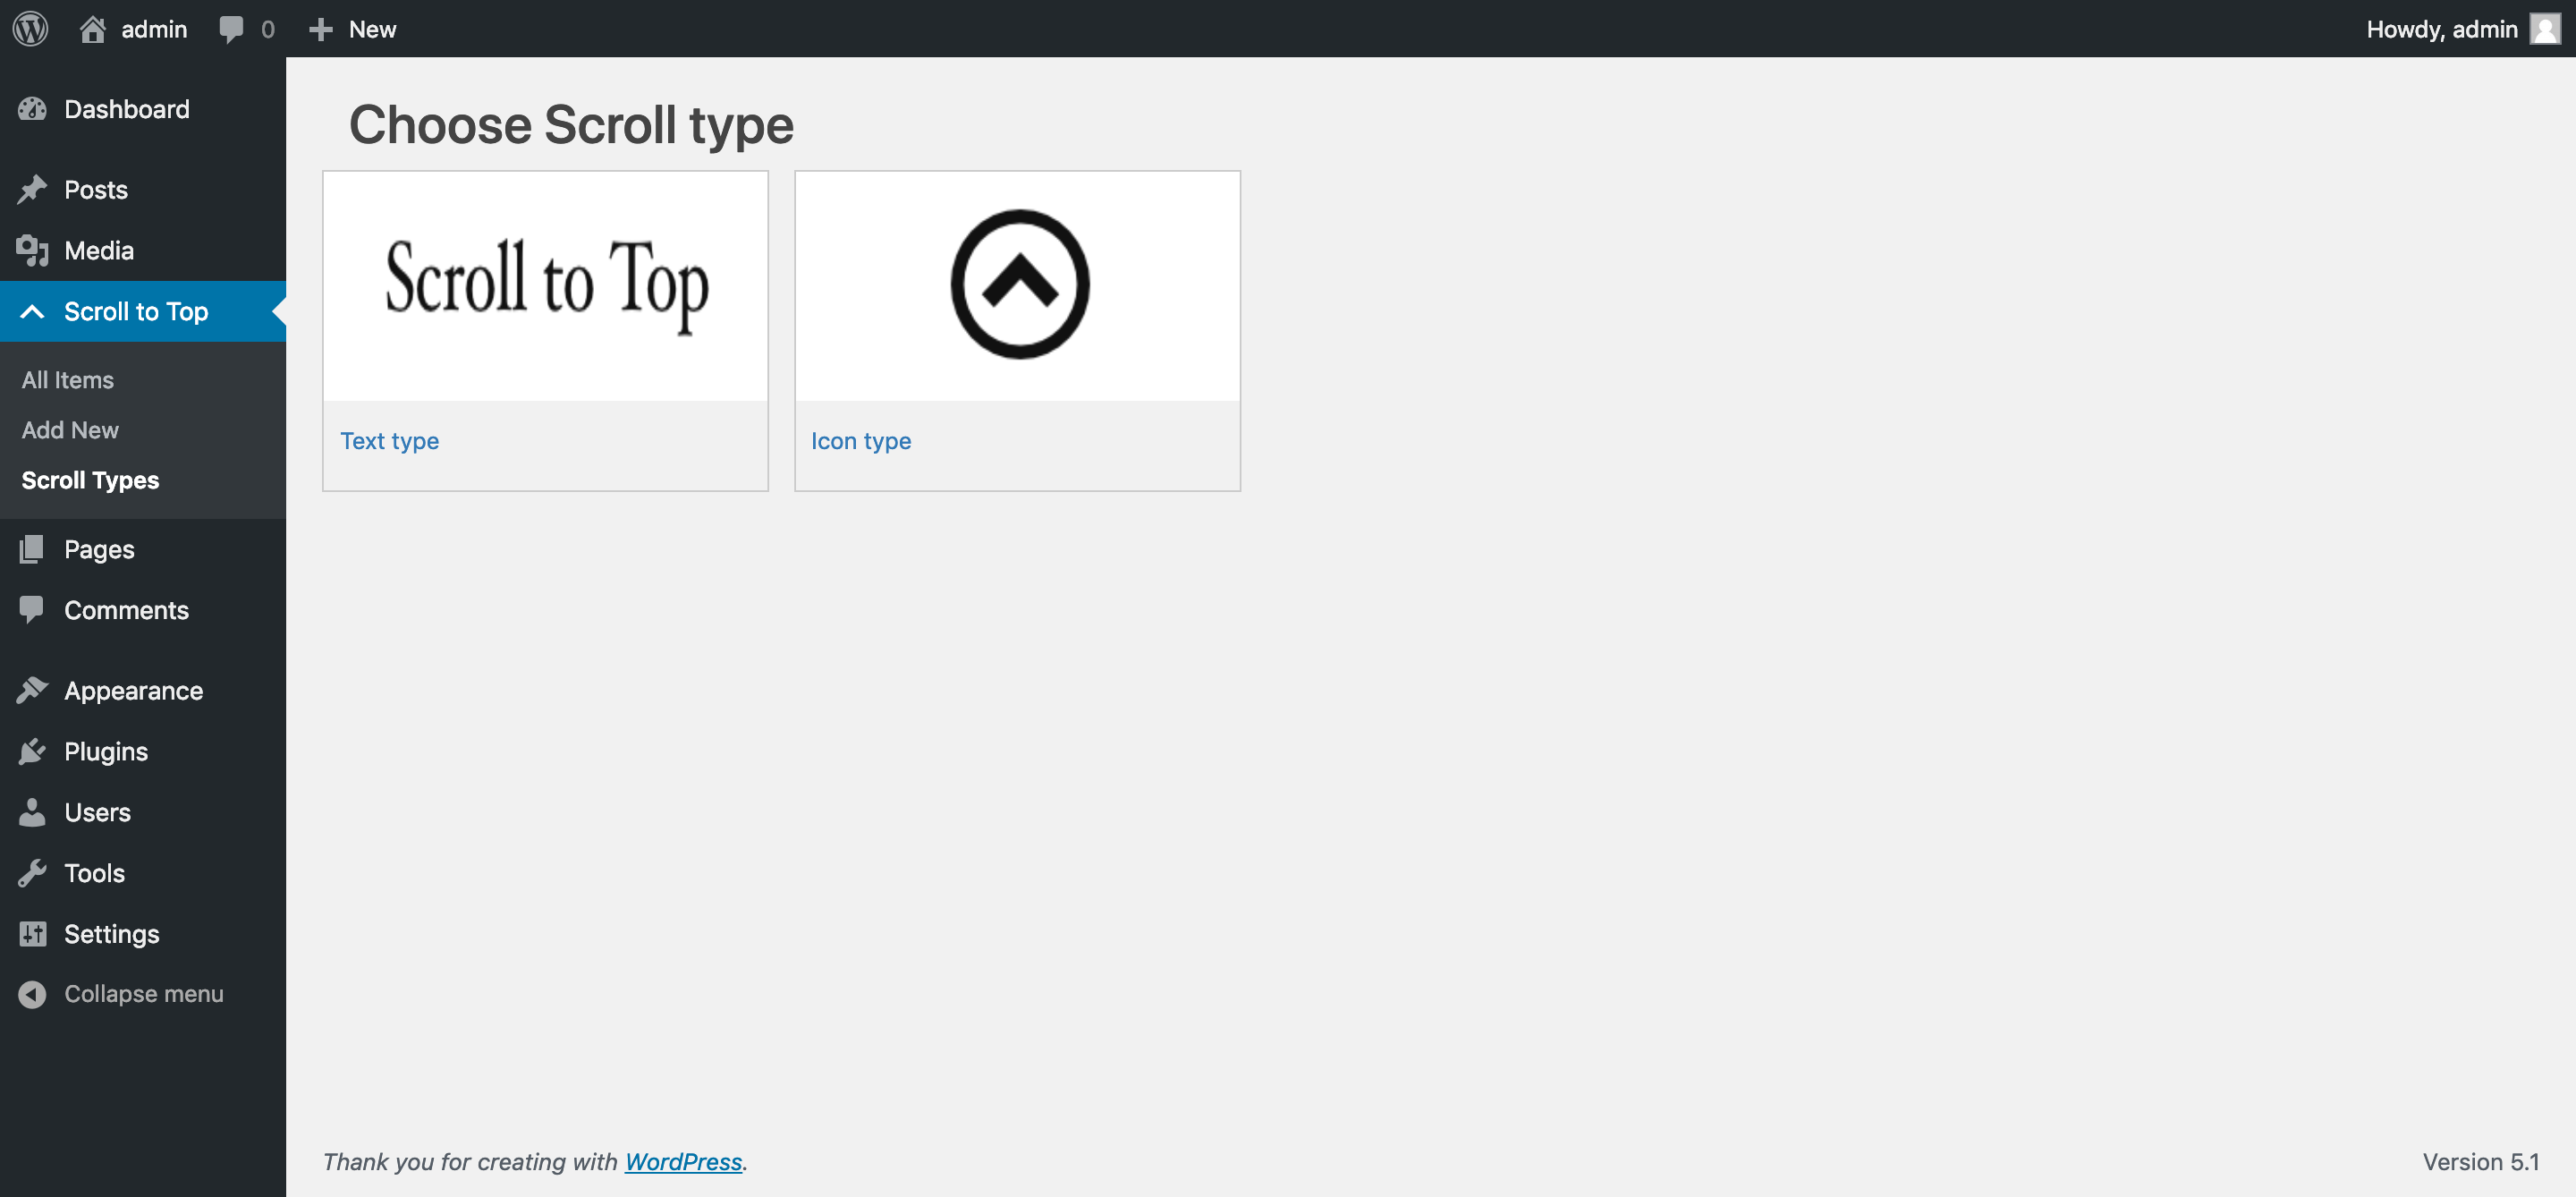 admin 0 New Howdy, admin
Dashboard
Posts
Media
Scroll to Top
All Items
Add New
Scroll Types
Pages
Comments
Appearance
Plugins
Users
Tools
Settings
Collapse menu
Choose Scroll type
Scroll to Top
Text type
Icon type
Thank you for creating with WordPress.
Version 5.1